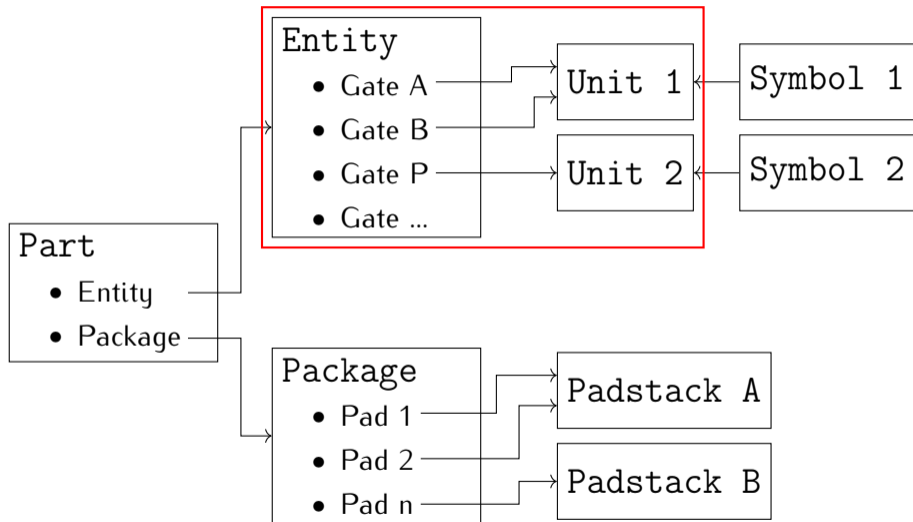 Entity
• Gate A
• Gate B
• Gate P
• Gate ...
Unit 1
Unit 2
Symbol 1
Symbol 2
Part
• Entity
• Package
Package
• Pad 1
• Pad 2
• Pad n
Padstack A
Padstack B